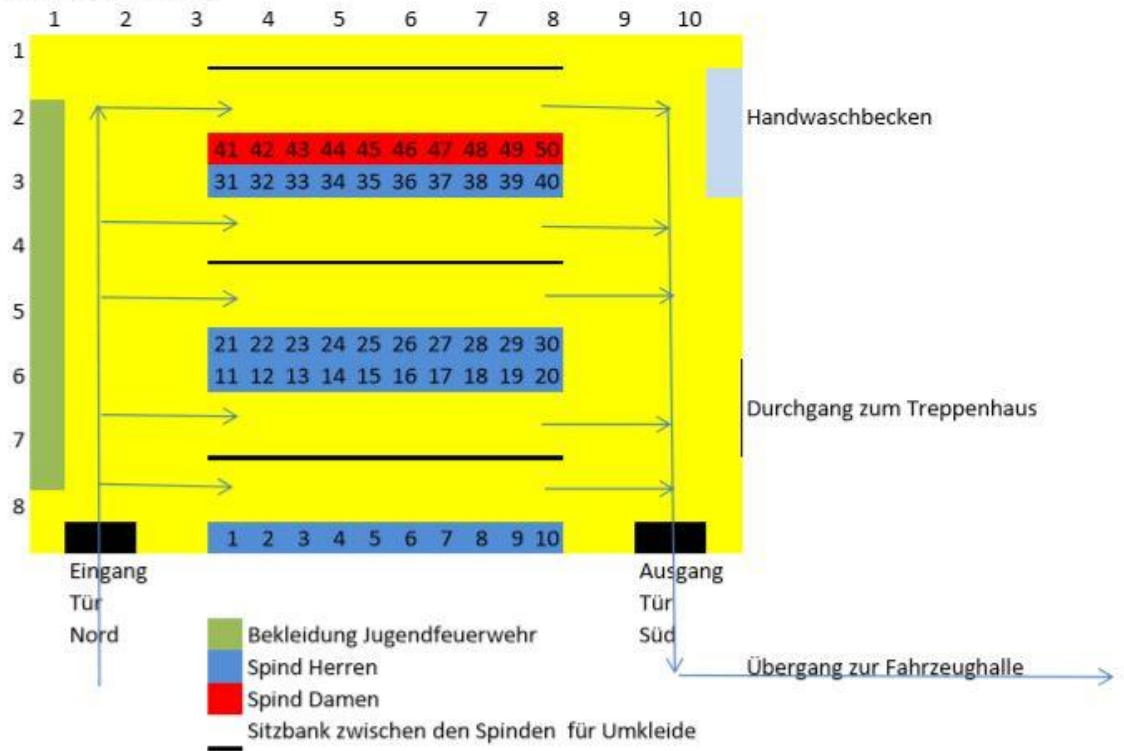 1 2 3 4 5 6 7 8 9 10
1
2 Handwaschbecken
41 42 43 44 45 46 47 48 49 50
3 31 32 33 34 35 36 37 38 39 40
4
5
21 22 23 24 25 26 27 28 29 30
6 11 12 13 14 15 16 17 18 19 20
Durchgang zum Treppenhaus
7
8
1 2 3 4 5 6 7 8 9 10
Eingang Ausgang
Tür Tür
Nord Bekleidung Jugendfeuerwehr Süd
Spind Herren Übergang zur Fahrzeughalle
Spind Damen
Sitzbank zwischen den Spinden für Umkleide